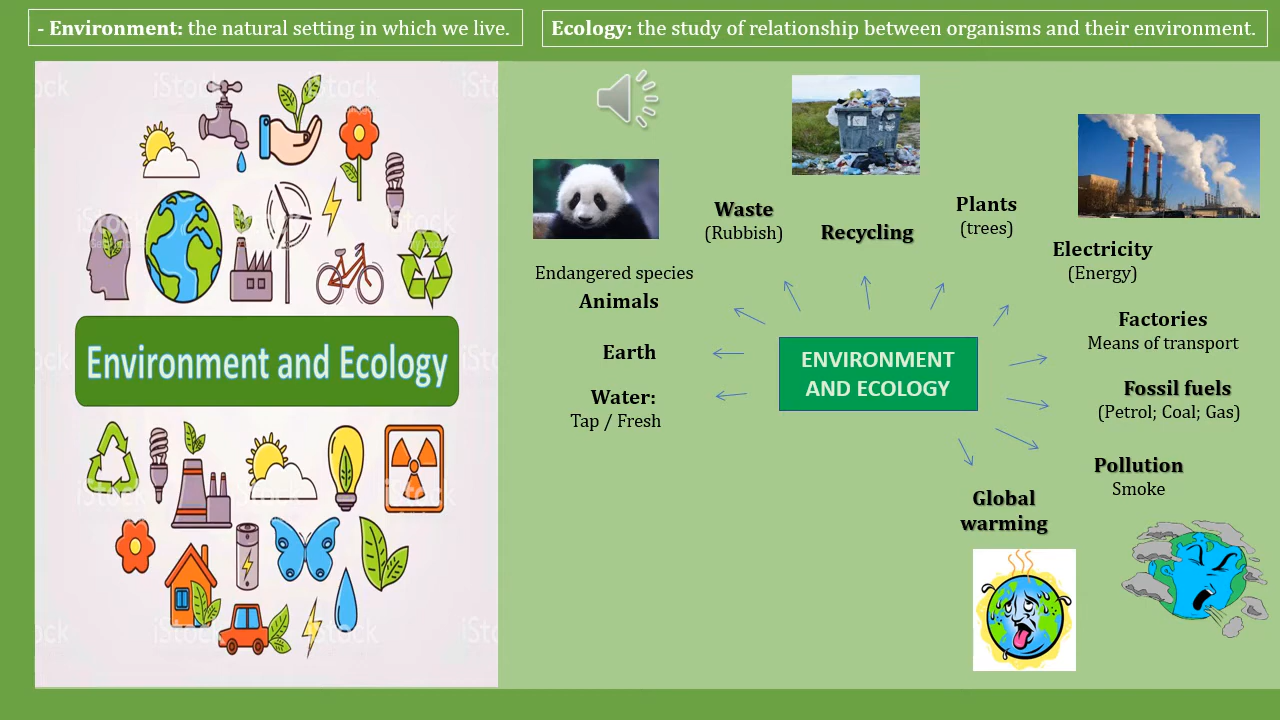 - Environment: the natural setting in which we live.
Ecology: the study of relationship between organisms and their environment.
iStock
Environment and Ecology
iStock
Endangered species
Animals
Earth
Water:
Tap / Fresh
Waste
(Rubbish)
Recycling
Plants
(trees)
Electricity
(Energy)
Factories
Means of transport
Fossil fuels
(Petrol; Coal; Gas)
Pollution
Smoke
Global
warming
ENVIRONMENT
AND ECOLOGY